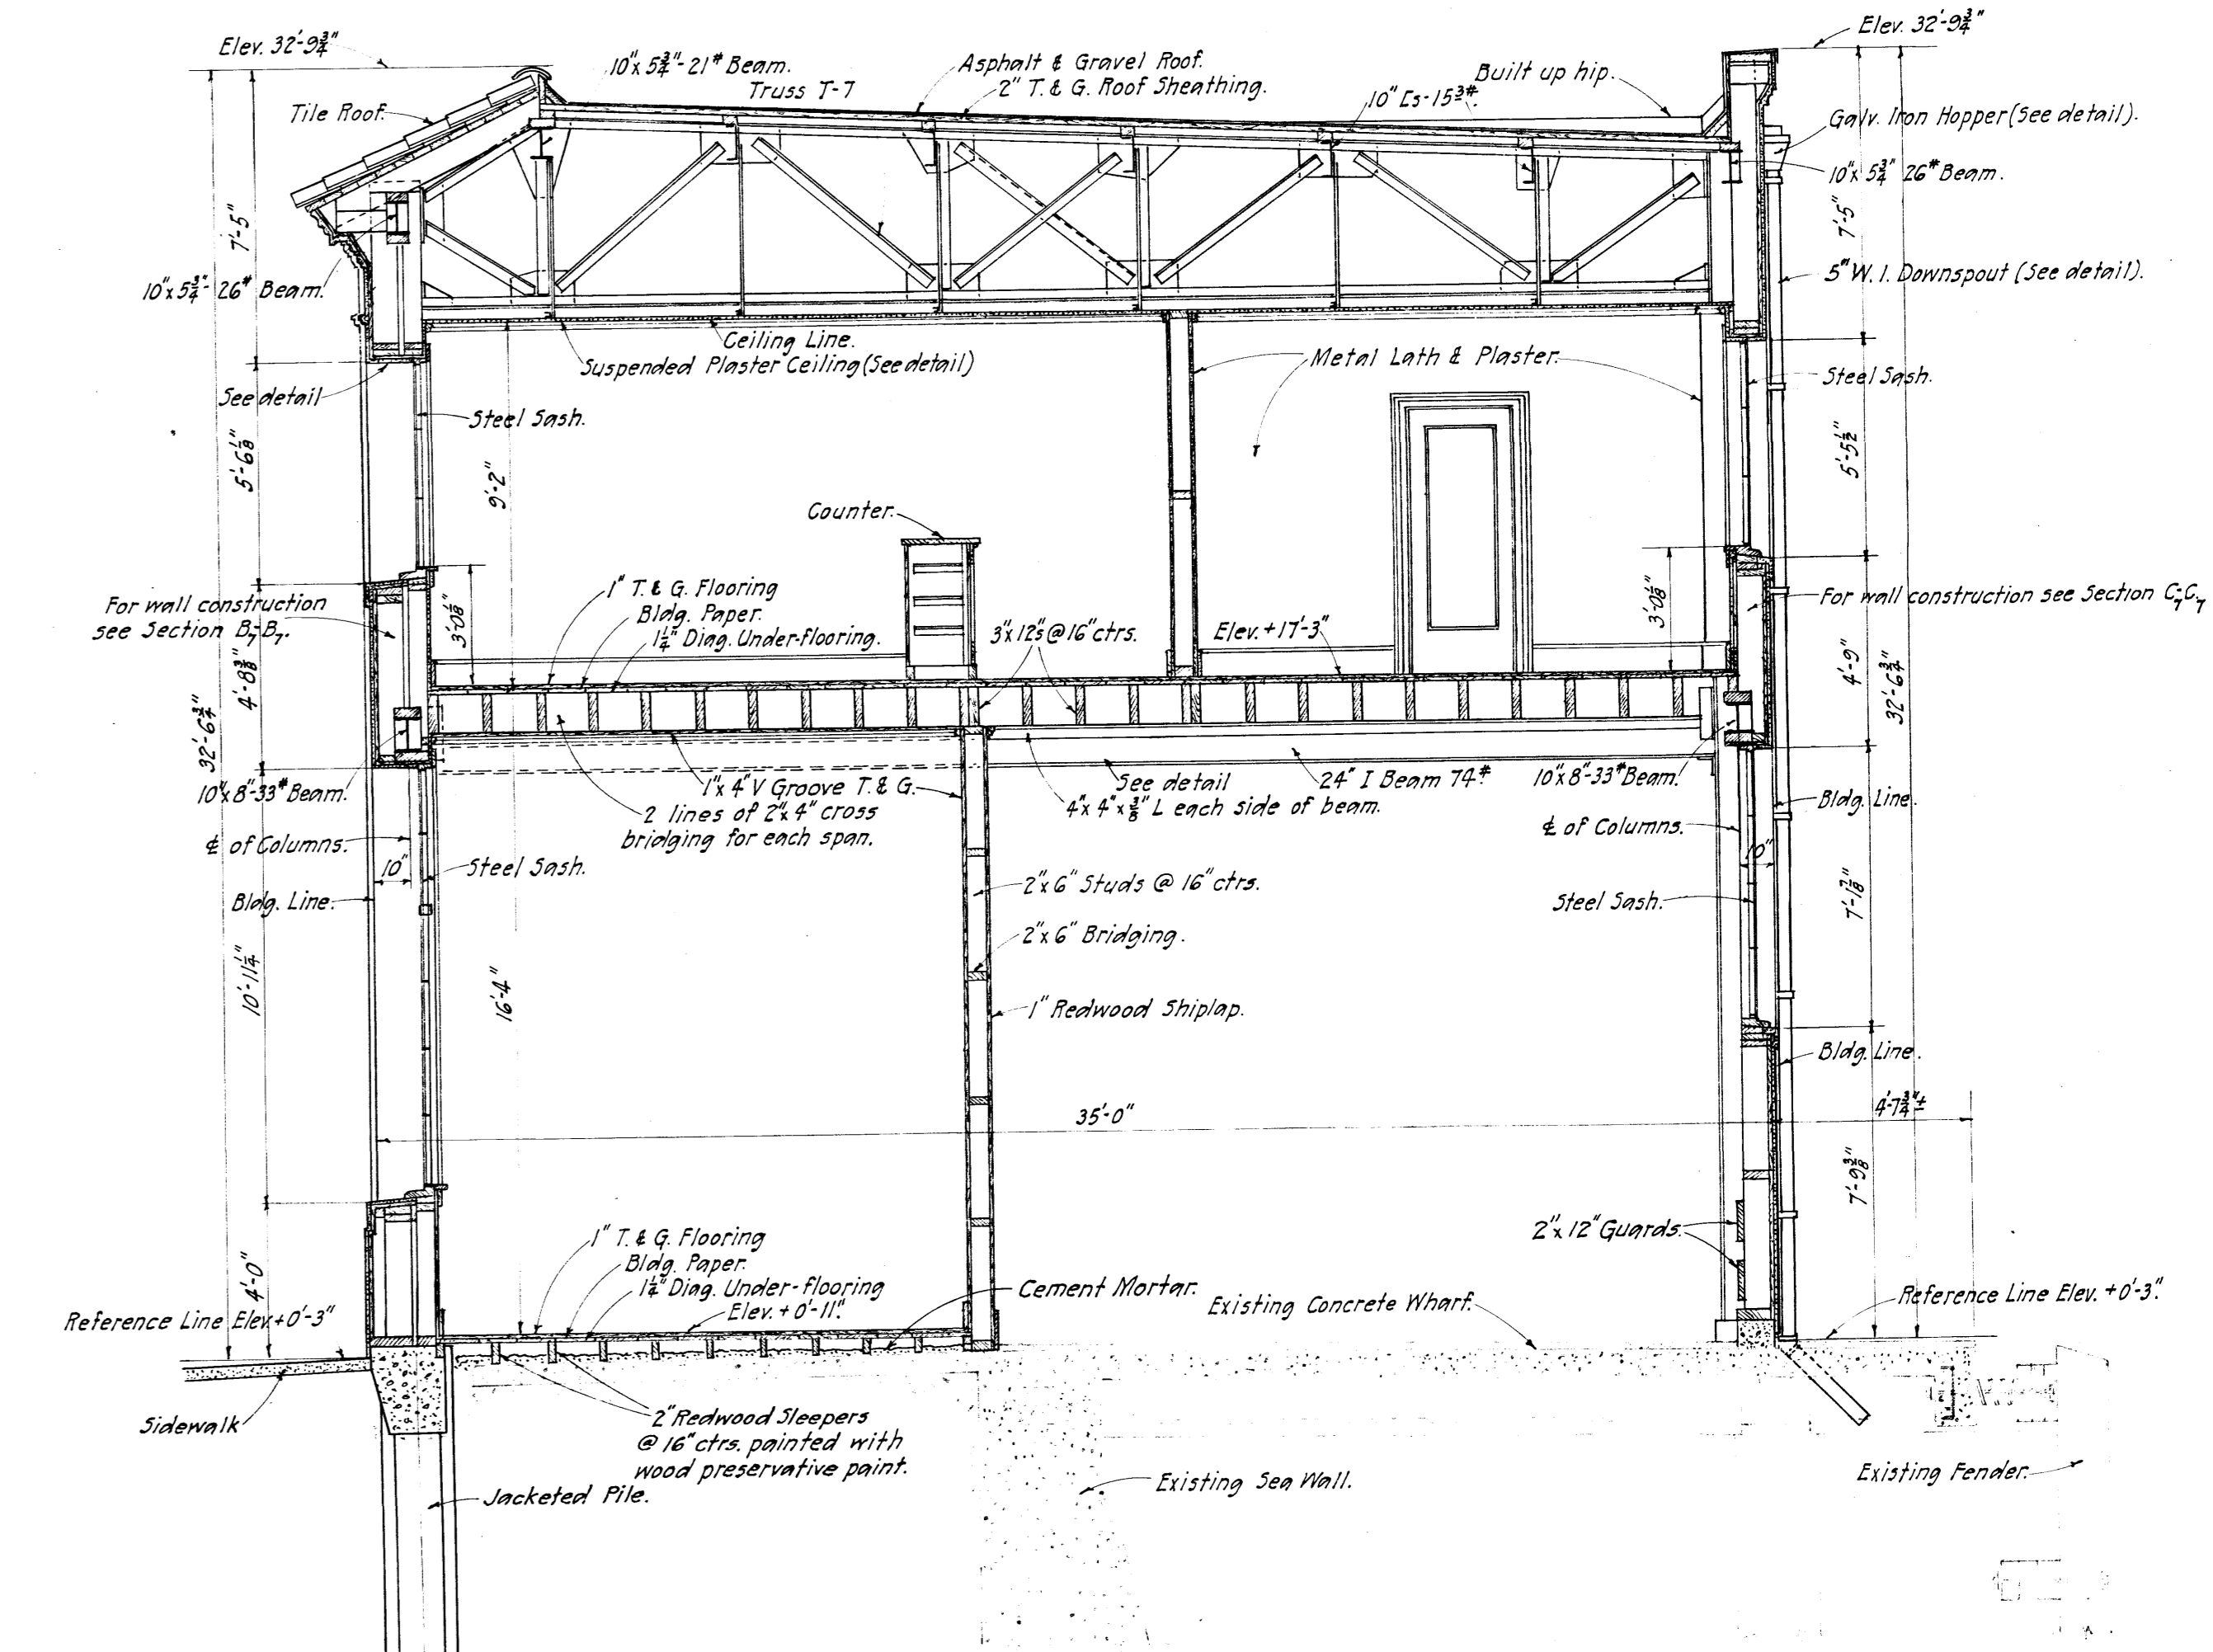 Elev. 32'-9¾"
Elev. 32'-9¾"
10"x 5¾"-21# Beam.
Truss T-7
Asphalt & Gravel Roof.
2" T. & G. Roof Sheathing.
Built up hip.
10" [s-15¾#.
Tile Roof.
Galv. Iron Hopper (See detail).
10"x 5¾" 26# Beam.
7'-5"
7'-5"
10"x 5¾"- 26# Beam.
5" W. I. Downspout (See detail).
Ceiling Line.
Suspended Plaster Ceiling (See detail)
Metal Lath & Plaster.
See detail
Steel Sash.
Steel Sash.
5'-6⅛"
9'-2"
5'-5½"
Counter.
1" T. & G. Flooring
Bldg. Paper.
1¼" Diag. Under-flooring.
3"x 12"s @ 16" ctrs.
Elev. + 17'-3"
For wall construction
see Section B7-B7.
For wall construction see Section C7-C7
3'-0⅛"
3'-0⅛"
4'-8⅜"
4'-9"
32'-6¾"
32'-6¾"
10"x 8"-33# Beam.
1"x 4" V Groove T. & G.
2 lines of 2"x 4" cross
bridging for each span.
See detail
4"x 4"x ⅜" L each side of beam.
24" I Beam 74#
10"x 8"-33# Beam.
Bldg. Line.
℄ of Columns.
℄ of Columns.
10"
10"
Steel Sash.
Steel Sash.
Bldg. Line.
2"x 6" Studs @ 16" ctrs.
2"x 6" Bridging.
1" Redwood Shiplap.
10'-11¼"
16'-4"
7'-1⅞"
Bldg. Line.
35'-0"
4'-7¾"±
7'-9⅜"
2"x 12" Guards.
4'-0"
1" T. & G. Flooring
Bldg. Paper.
1¼" Diag. Under-flooring
Elev. + 0'-11".
Cement Mortar.
Existing Concrete Wharf.
Reference Line Elev. +0'-3"
Reference Line Elev. +0'-3".
Sidewalk
2" Redwood Sleepers
@ 16" ctrs. painted with
wood preservative paint.
Jacketed Pile.
Existing Sea Wall.
Existing Fender.